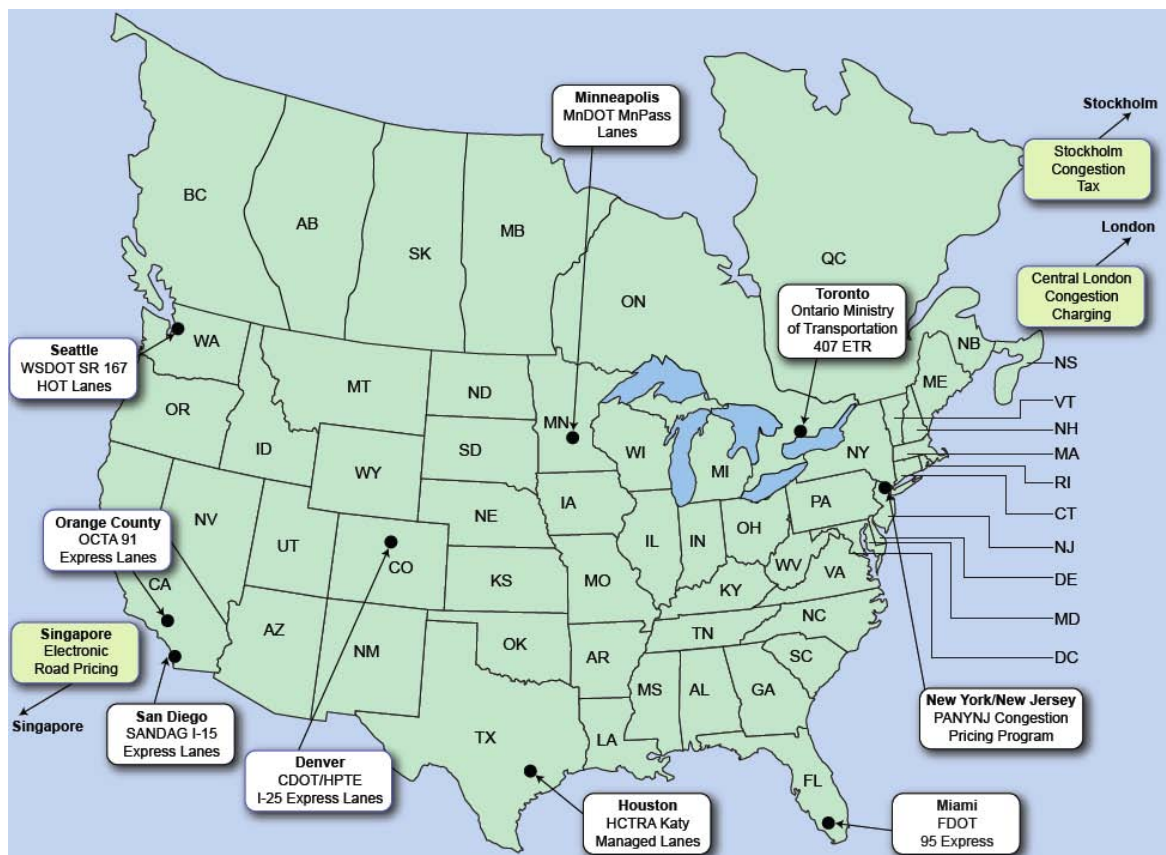 Minneapolis
MnDOT MnPass
Lanes
Stockholm
Stockholm
Congestion
Tax
London
Central London
Congestion
Charging
Toronto
Ontario Ministry
of Transportation
407 ETR
Seattle
WSDOT SR 167
HOT Lanes
Orange County
OCTA 91
Express Lanes
Singapore
Electronic
Road Pricing
Singapore
San Diego
SANDAG I-15
Express Lanes
Denver
CDOT/HPTE
I-25 Express Lanes
Houston
HCTRA Katy
Managed Lanes
Miami
FDOT
95 Express
New York/New Jersey
PANYNJ Congestion
Pricing Program
BC
AB
SK
MB
ON
QC
NB
NS
WA
OR
ID
MT
ND
SD
MN
WI
MI
NY
ME
VT
NH
MA
RI
CT
NJ
DE
MD
DC
WY
NE
IA
NV
UT
CO
KS
MO
IL
IN
OH
PA
WV
VA
KY
CA
AZ
NM
OK
AR
TN
NC
SC
MS
AL
GA
TX
LA
FL